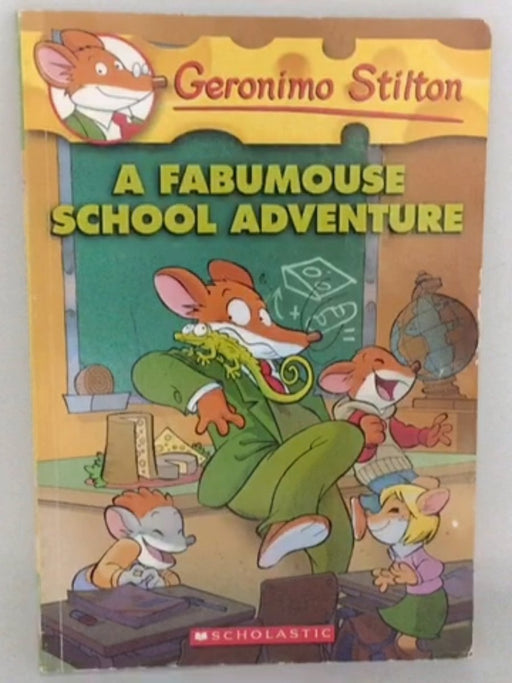 Geronimo Stilton
A FABUMOUSE
SCHOOL ADVENTURE
SCHOLASTIC